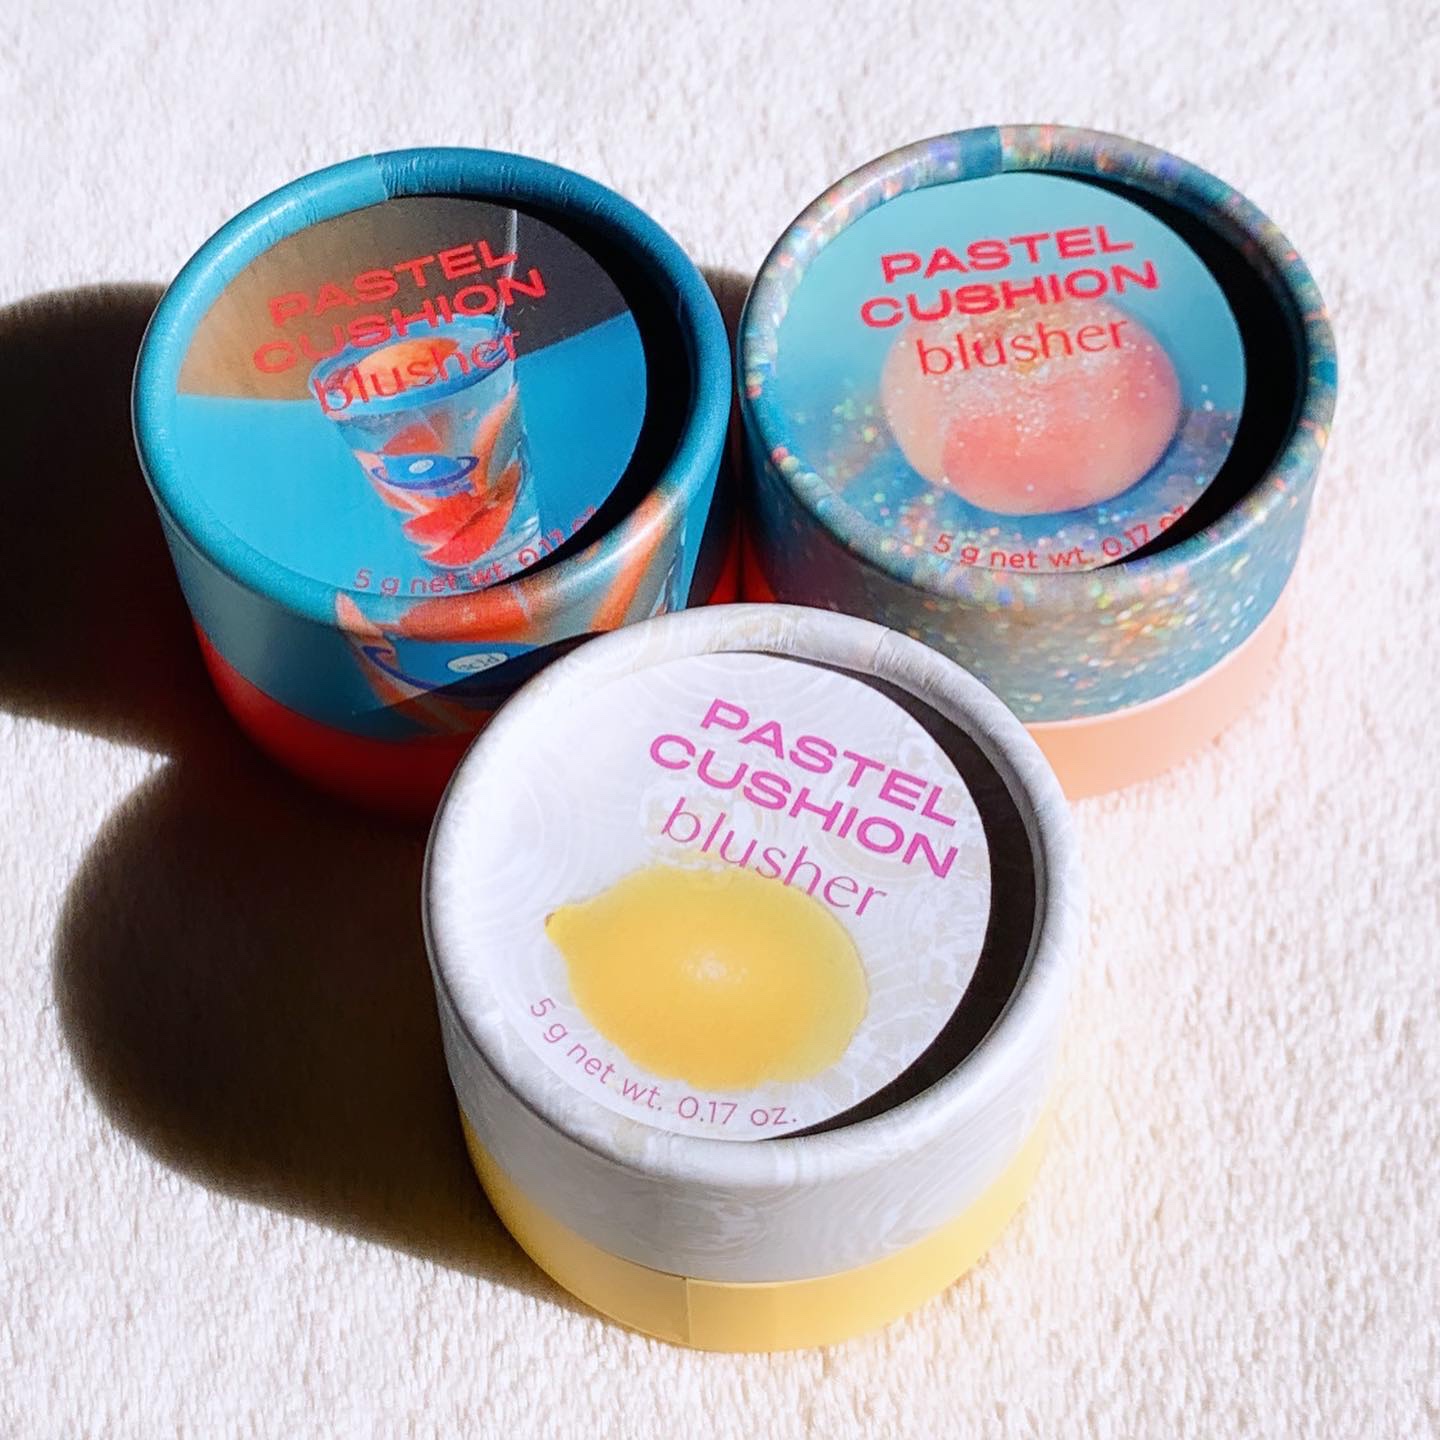 PASTEL
CUSHION
blusher
5 g net wt. 0.17 oz.
PASTEL
CUSHION
blusher
5 g net wt. 0.17 oz
PASTEL
CUSHION
blusher
5 g net wt. 0.17 oz.